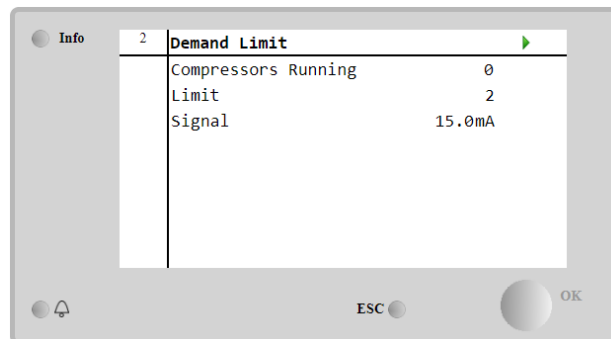 Info
2 Demand Limit
Compressors Running 0
Limit 2
Signal 15.0mA
ESC
OK